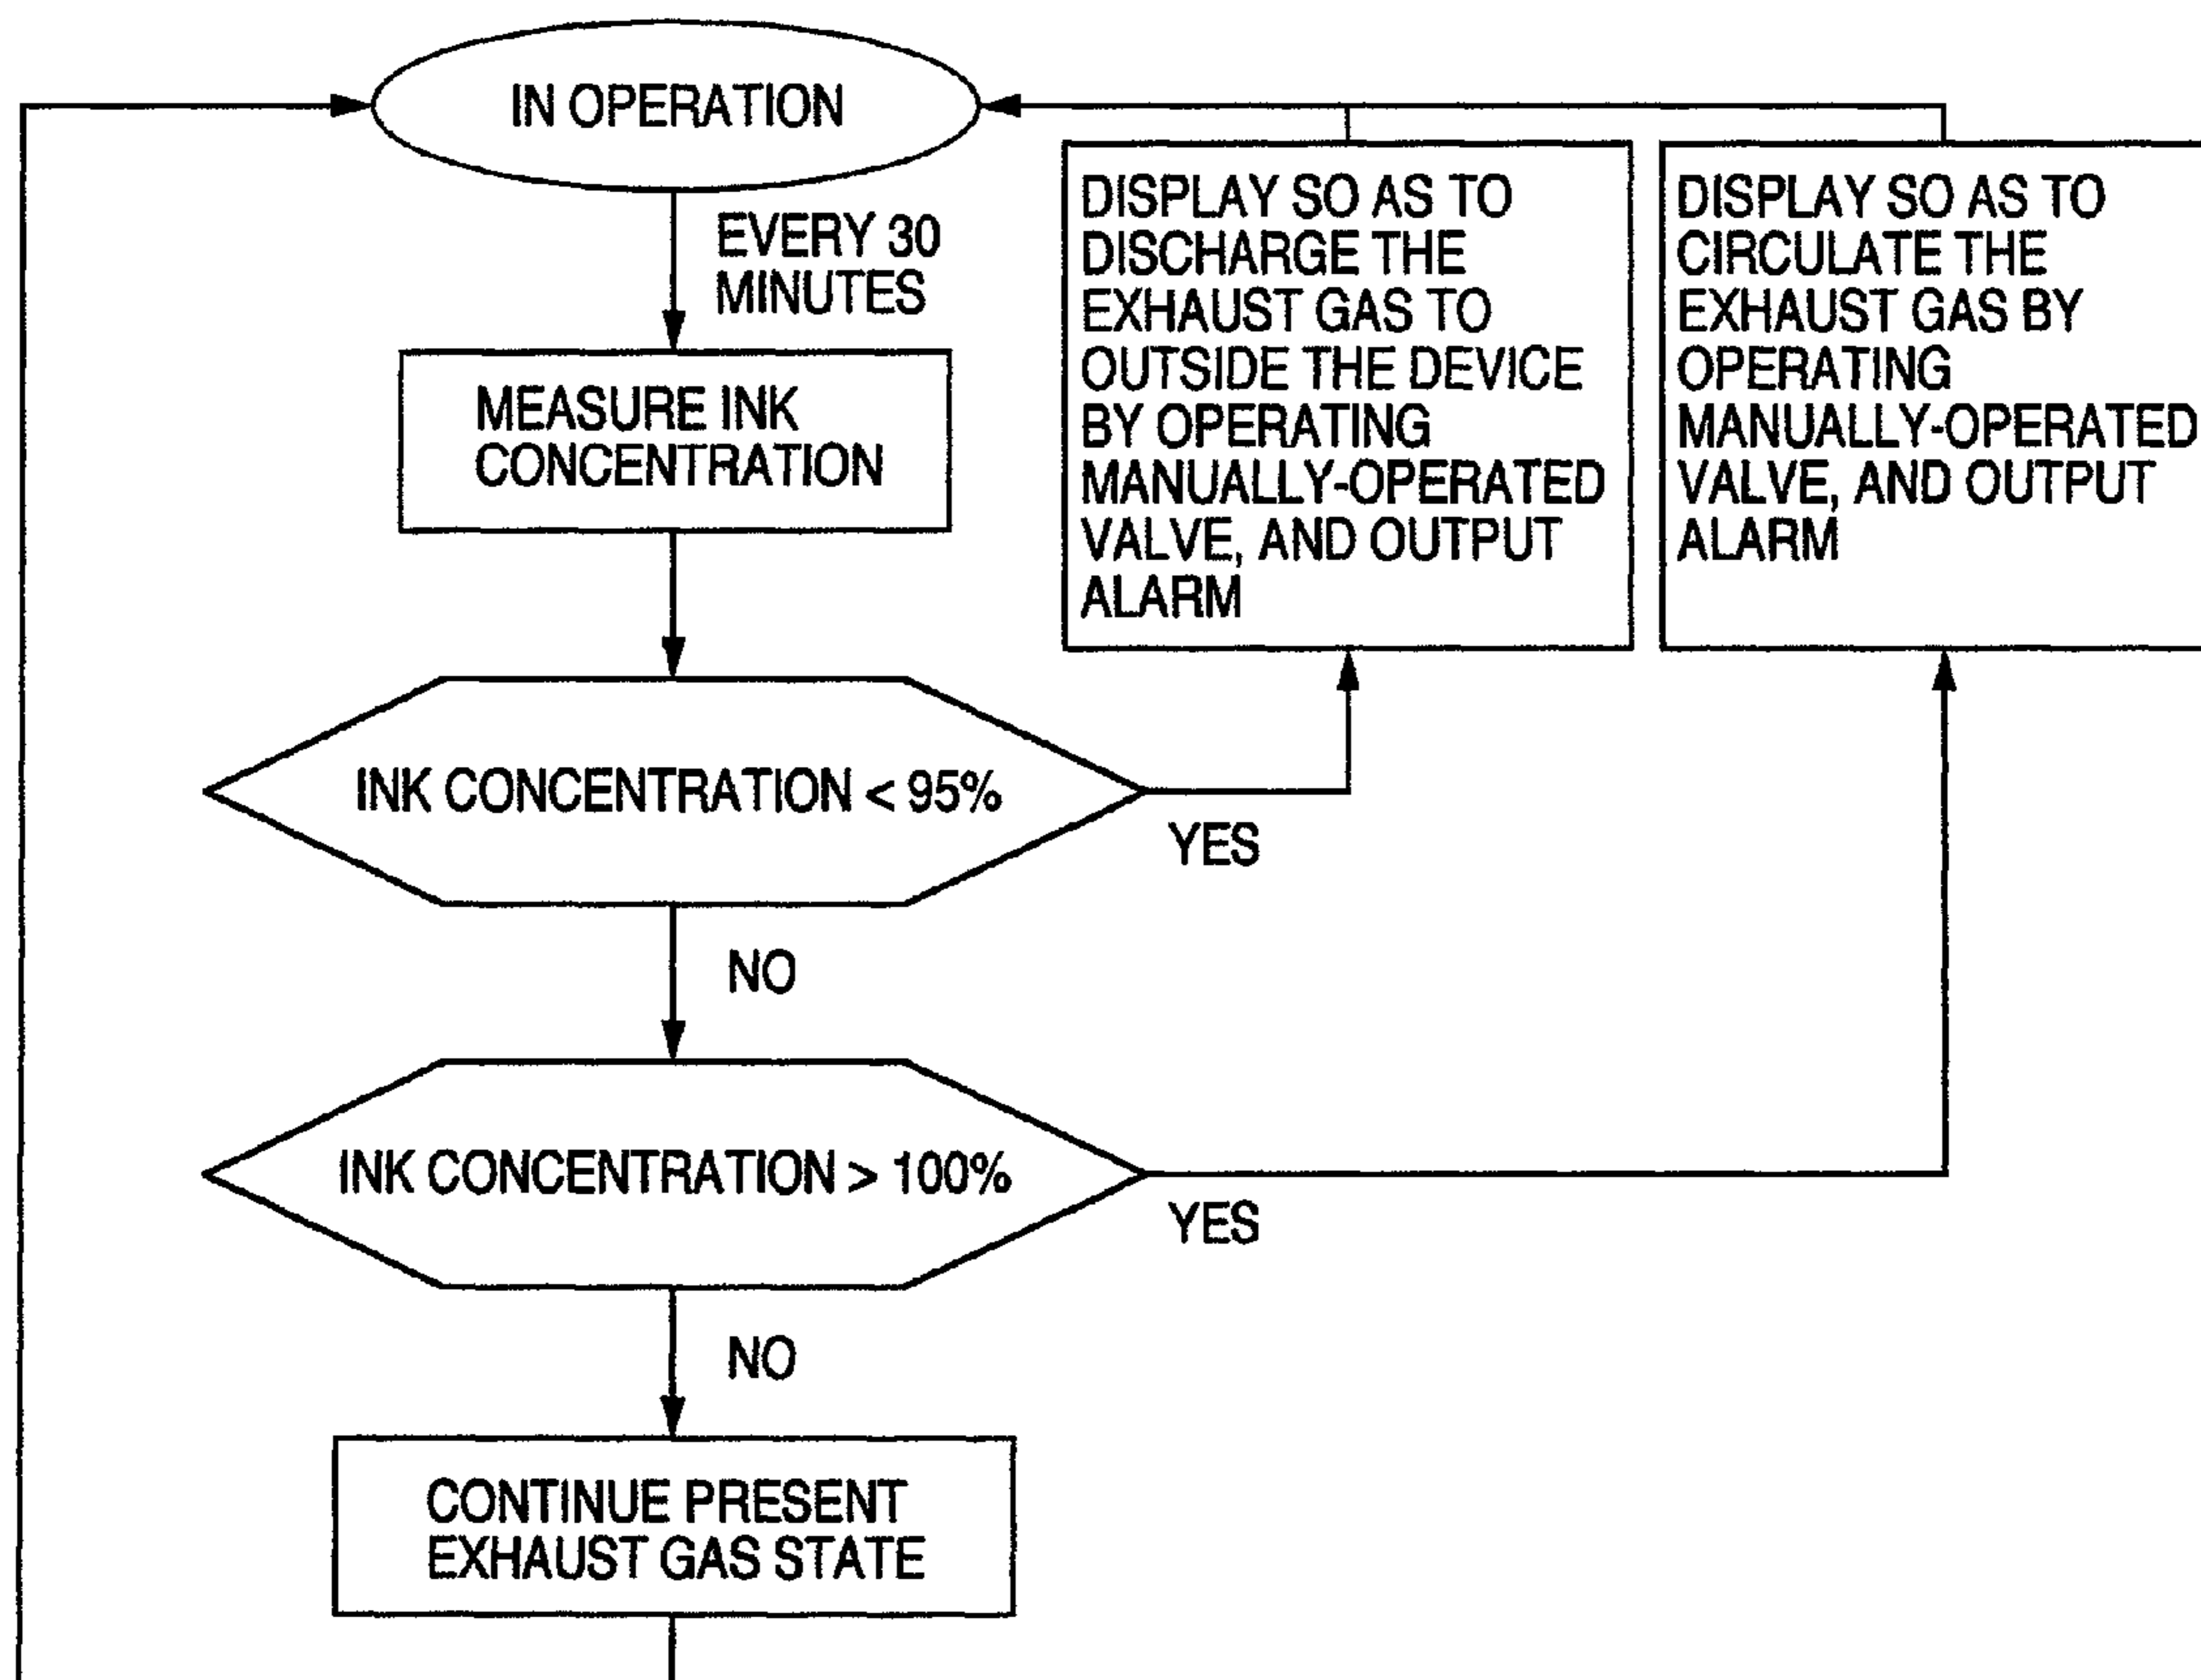 IN OPERATION
EVERY 30
MINUTES
MEASURE INK
CONCENTRATION
INK CONCENTRATION < 95%
YES
DISPLAY SO AS TO
DISCHARGE THE
EXHAUST GAS TO
OUTSIDE THE DEVICE
BY OPERATING
MANUALLY-OPERATED
VALVE, AND OUTPUT
ALARM
DISPLAY SO AS TO
CIRCULATE THE
EXHAUST GAS BY
OPERATING
MANUALLY-OPERATED
VALVE, AND OUTPUT
ALARM
NO
INK CONCENTRATION > 100%
YES
NO
CONTINUE PRESENT
EXHAUST GAS STATE